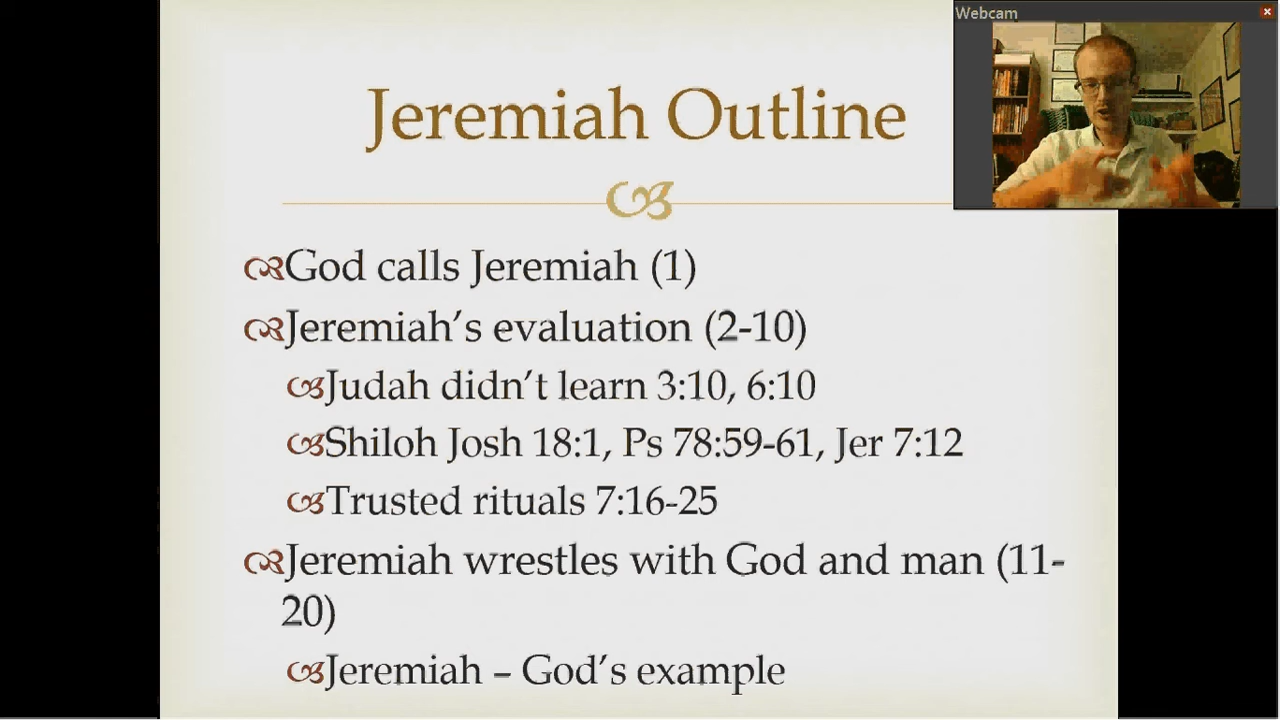 Webcam
Jeremiah Outline
God calls Jeremiah (1)
Jeremiah’s evaluation (2-10)
Judah didn’t learn 3:10, 6:10
Shiloh Josh 18:1, Ps 78:59-61, Jer 7:12
Trusted rituals 7:16-25
Jeremiah wrestles with God and man (11-
20)
Jeremiah – God’s example